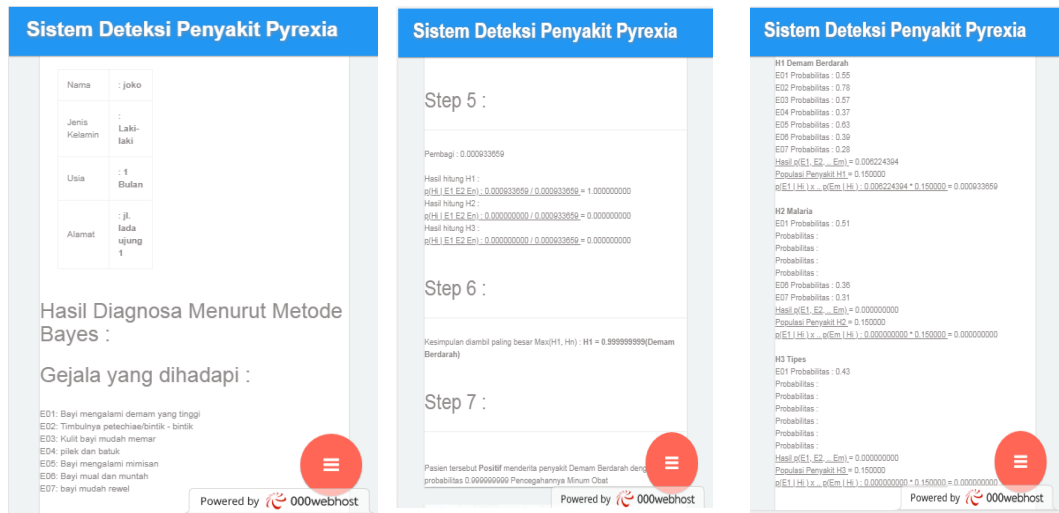 Sistem Deteksi Penyakit Pyrexia
Nama : joko
Jenis Kelamin : Laki-laki
Usia : 1 Bulan
Alamat : jl. lada ujung 1
Hasil Diagnosa Menurut Metode
Bayes :
Gejala yang dihadapi :
E01: Bayi mengalami demam yang tinggi
E02: Timbulnya petechiae/bintik - bintik
E03: Kulit bayi mudah memar
E04: pilek dan batuk
E05: Bayi mengalami mimisan
E06: Bayi mual dan muntah
E07: bayi mudah rewel
Powered by 000webhost
Sistem Deteksi Penyakit Pyrexia
Step 5 :
Pembagi : 0.000933659
Hasil hitung H1 :
p(Hi | E1 E2 En) : 0.000933659 / 0.000933659 = 1.000000000
Hasil hitung H2 :
p(Hi | E1 E2 En) : 0.000000000 / 0.000933659 = 0.000000000
Hasil hitung H3 :
p(Hi | E1 E2 En) : 0.000000000 / 0.000933659 = 0.000000000
Step 6 :
Kesimpulan diambil paling besar Max(H1, Hn) : H1 = 0.999999999(Demam
Berdarah)
Step 7 :
Pasien tersebut Positif menderita penyakit Demam Berdarah deng
probabilitas 0.999999999 Pencegahannya Minum Obat
Powered by 000webhost
Sistem Deteksi Penyakit Pyrexia
H1 Demam Berdarah
E01 Probabilitas : 0.55
E02 Probabilitas : 0.78
E03 Probabilitas : 0.57
E04 Probabilitas : 0.37
E05 Probabilitas : 0.63
E06 Probabilitas : 0.39
E07 Probabilitas : 0.28
Hasil p(E1, E2, .. Em) = 0.006224394
Populasi Penyakit H1 = 0.150000
p(E1 | Hi ) x .. p(Em | Hi ) : 0.006224394 * 0.150000 = 0.000933659
H2 Malaria
E01 Probabilitas : 0.51
Probabilitas :
Probabilitas :
Probabilitas :
Probabilitas :
E06 Probabilitas : 0.36
E07 Probabilitas : 0.31
Hasil p(E1, E2, .. Em) = 0.000000000
Populasi Penyakit H2 = 0.150000
p(E1 | Hi ) x .. p(Em | Hi ) : 0.000000000 * 0.150000 = 0.000000000
H3 Tipes
E01 Probabilitas : 0.43
Probabilitas :
Probabilitas :
Probabilitas :
Probabilitas :
Probabilitas :
Probabilitas :
Hasil p(E1, E2, .. Em) = 0.000000000
Populasi Penyakit H3 = 0.150000
p(E1 | Hi ) x .. p(Em | Hi ) : 0.000000000 * 0.150000 = 0.000000000
Powered by 000webhost